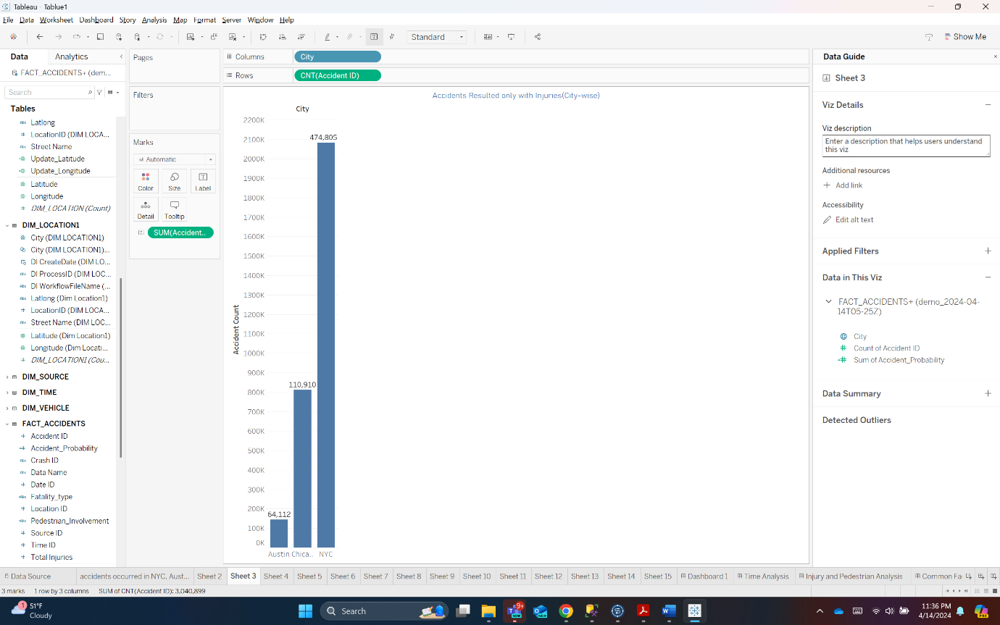 Tableau - Tablue1
File Data Worksheet Dashboard Story Analysis Map Format Server Window Help
Standard
Show Me
Data Analytics
FACT_ACCIDENTS+ (dem...
Search
Tables
Abc Latlong
LocationID (DIM LOCA...
Abc Street Name
Update_Latitude
Update_Longitude
Latitude
Longitude
DIM_LOCATION (Count)
DIM_LOCATION1
City (DIM LOCATION1)
City (DIM LOCATION1)...
DI CreateDate (DIM LO...
Abc DI ProcessID (DIM LOC...
Abc DI WorkflowFileName (...
Abc Latlong (Dim Location1)
LocationID (DIM LOCA...
Abc Street Name (DIM LOC...
Latitude (Dim Location1)
Longitude (Dim Locati...
DIM_LOCATION1 (Cou...
DIM_SOURCE
DIM_TIME
DIM_VEHICLE
FACT_ACCIDENTS
Accident ID
Accident_Probability
Abc Crash ID
Abc Data Name
Date ID
Abc Fatality_type
Location ID
Abc Pedestrian_Involvement
Source ID
Time ID
Total Injuries
Pages
Filters
Marks
Automatic
Color Size Label
Detail Tooltip
SUM(Accident..
Columns City
Rows CNT(Accident ID)
Accidents Resulted only with Injuries(City-wise)
City
2200K
2100K
2000K
1900K
1800K
1700K
1600K
1500K
1400K
1300K
1200K
1100K
1000K
900K
800K
700K
600K
500K
400K
300K
200K
100K
0K
Accident Count
474,805
110,910
64,112
Austin Chica.. NYC
Data Guide
Sheet 3
Viz Details
Viz description
Enter a description that helps users understand
this viz
Additional resources
Add link
Accessibility
Edit alt text
Applied Filters
Data in This Viz
FACT_ACCIDENTS+ (demo_2024-04-
14T05-25Z)
City
Count of Accident ID
Sum of Accident_Probability
Data Summary
Detected Outliers
Data Source accidents occurred in NYC, Aust... Sheet 2 Sheet 3 Sheet 4 Sheet 5 Sheet 6 Sheet 7 Sheet 8 Sheet 9 Sheet 10 Sheet 11 Sheet 12 Sheet 13 Sheet 14 Sheet 15 Dashboard 1 Time Analysis Injury and Pedestrian Analysis Common Fa
3 marks 1 row by 3 columns SUM of CNT(Accident ID): 3,040,899
1
51°F
Cloudy
Search
9+
NEW
NEW
11:36 PM
4/14/2024
PRE